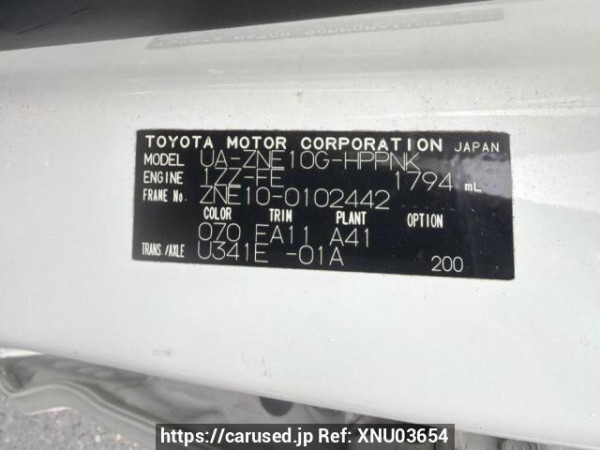 TOYOTA MOTOR CORPORATION JAPAN
MODEL UA-ZNE10G-HPPNK
ENGINE 1ZZ-FE 1794 mL
FRAME No. ZNE10-0102442
COLOR TRIM PLANT OPTION
070 FA11 A41
TRANS/AXLE U341E -01A
200
https://carused.jp Ref: XNU03654